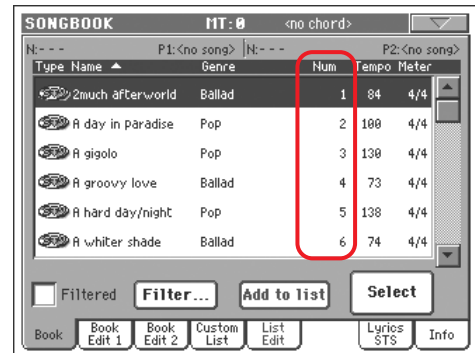 SONGBOOK MT:0 <no chord>
N:--- P1:<no song> N:--- P2:<no song>
Type Name Genre Num Tempo Meter
2much afterworld Ballad 1 84 4/4
A day in paradise Pop 2 100 4/4
A gigolo Pop 3 130 4/4
A groovy love Ballad 4 73 4/4
A hard day/night Pop 5 138 4/4
A whiter shade Ballad 6 74 4/4
Filtered Filter... Add to list Select
Book Book Edit 1 Book Edit 2 Custom List List Edit Lyrics STS Info